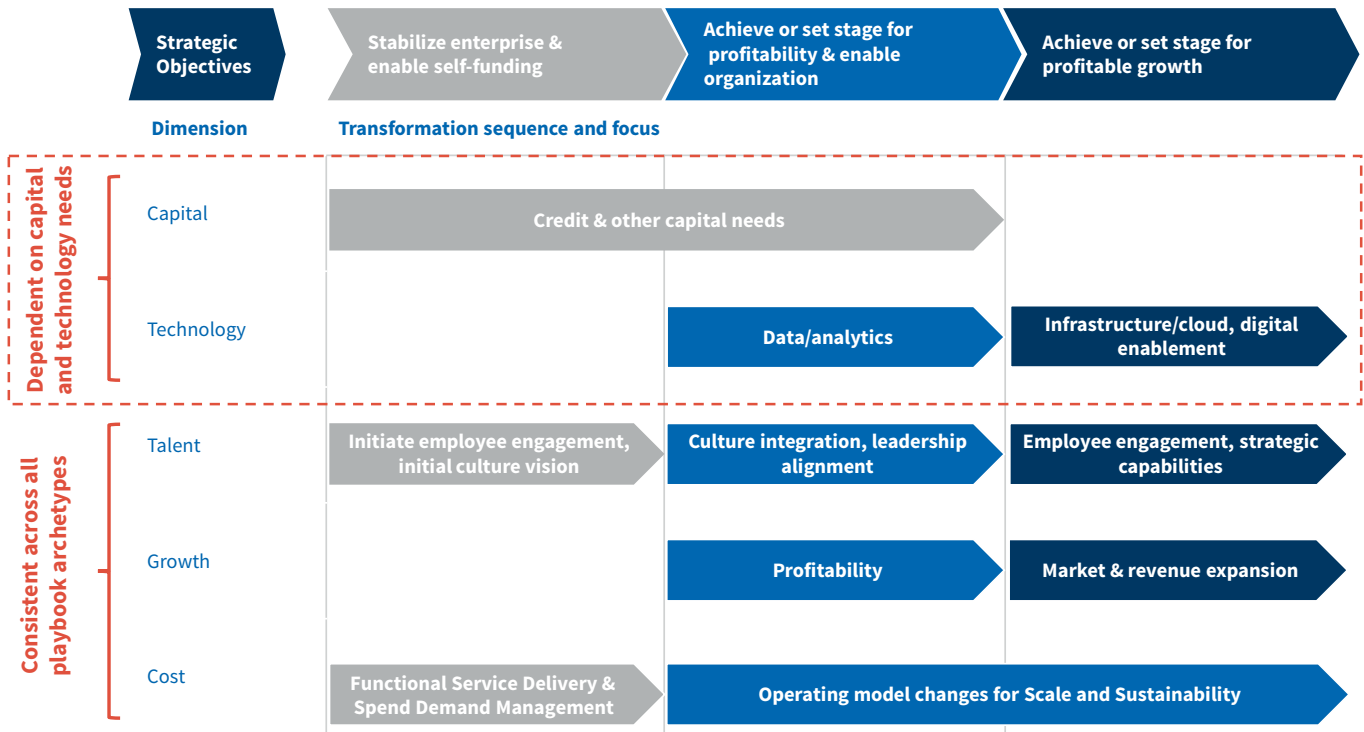 Strategic
Objectives
Stabilize enterprise &
enable self-funding
Achieve or set stage for
profitability & enable
organization
Achieve or set stage for
profitable growth
Dimension
Transformation sequence and focus
Dependent on capital
and technology needs
Capital
Credit & other capital needs
Technology
Data/analytics
Infrastructure/cloud, digital
enablement
Consistent across all
playbook archetypes
Talent
Initiate employee engagement,
initial culture vision
Culture integration, leadership
alignment
Employee engagement, strategic
capabilities
Growth
Profitability
Market & revenue expansion
Cost
Functional Service Delivery &
Spend Demand Management
Operating model changes for Scale and Sustainability